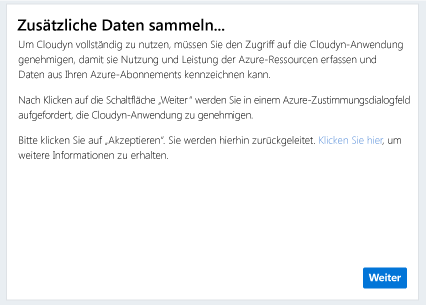 Zusätzliche Daten sammeln...
Um Cloudyn vollständig zu nutzen, müssen Sie den Zugriff auf die Cloudyn-Anwendung
genehmigen, damit sie Nutzung und Leistung der Azure-Ressourcen erfassen und
Daten aus Ihren Azure-Abonnements kennzeichnen kann.
Nach Klicken auf die Schaltfläche „Weiter“ werden Sie in einem Azure-Zustimmungsdialogfeld
aufgefordert, die Cloudyn-Anwendung zu genehmigen.
Bitte klicken Sie auf „Akzeptieren“. Sie werden hierhin zurückgeleitet. Klicken Sie hier, um
weitere Informationen zu erhalten.
Weiter